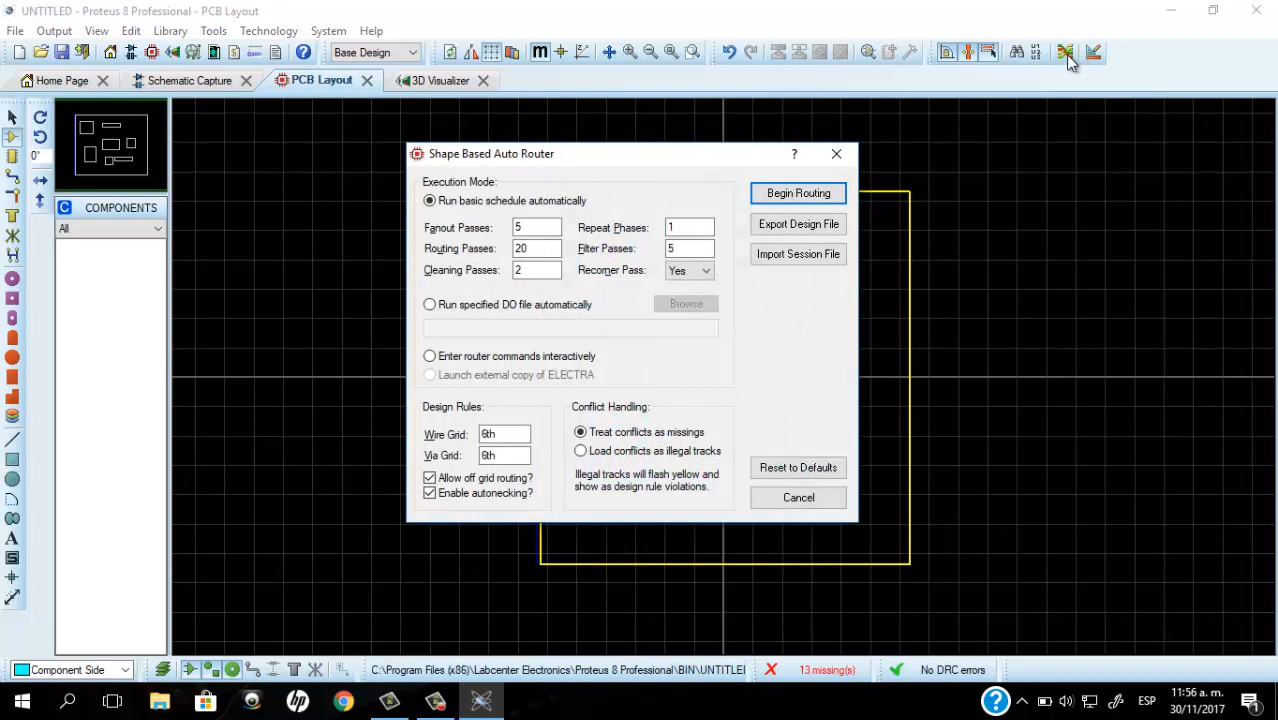 UNTITLED - Proteus 8 Professional - PCB Layout
File Output View Edit Library Tools Technology System Help
Base Design
Home Page Schematic Capture PCB Layout 3D Visualizer
0°
C COMPONENTS
All
Shape Based Auto Router
Execution Mode:
Run basic schedule automatically
Fanout Passes: 5 Repeat Phases: 1
Routing Passes: 20 Filter Passes: 5
Cleaning Passes: 2 Recorner Pass: Yes
Run specified DO file automatically Browse
Enter router commands interactively
Launch external copy of ELECTRA
Design Rules:
Wire Grid: 6th
Via Grid: 6th
Allow off grid routing?
Enable autonecking?
Conflict Handling:
Treat conflicts as missings
Load conflicts as illegal tracks
Illegal tracks will flash yellow and
show as design rule violations.
Begin Routing
Export Design File
Import Session File
Reset to Defaults
Cancel
Component Side C:\Program Files (x86)\Labcenter Electronics\Proteus 8 Professional\BIN\UNTITLE 13 missing(s) No DRC errors
ESP
11:56 a. m.
30/11/2017